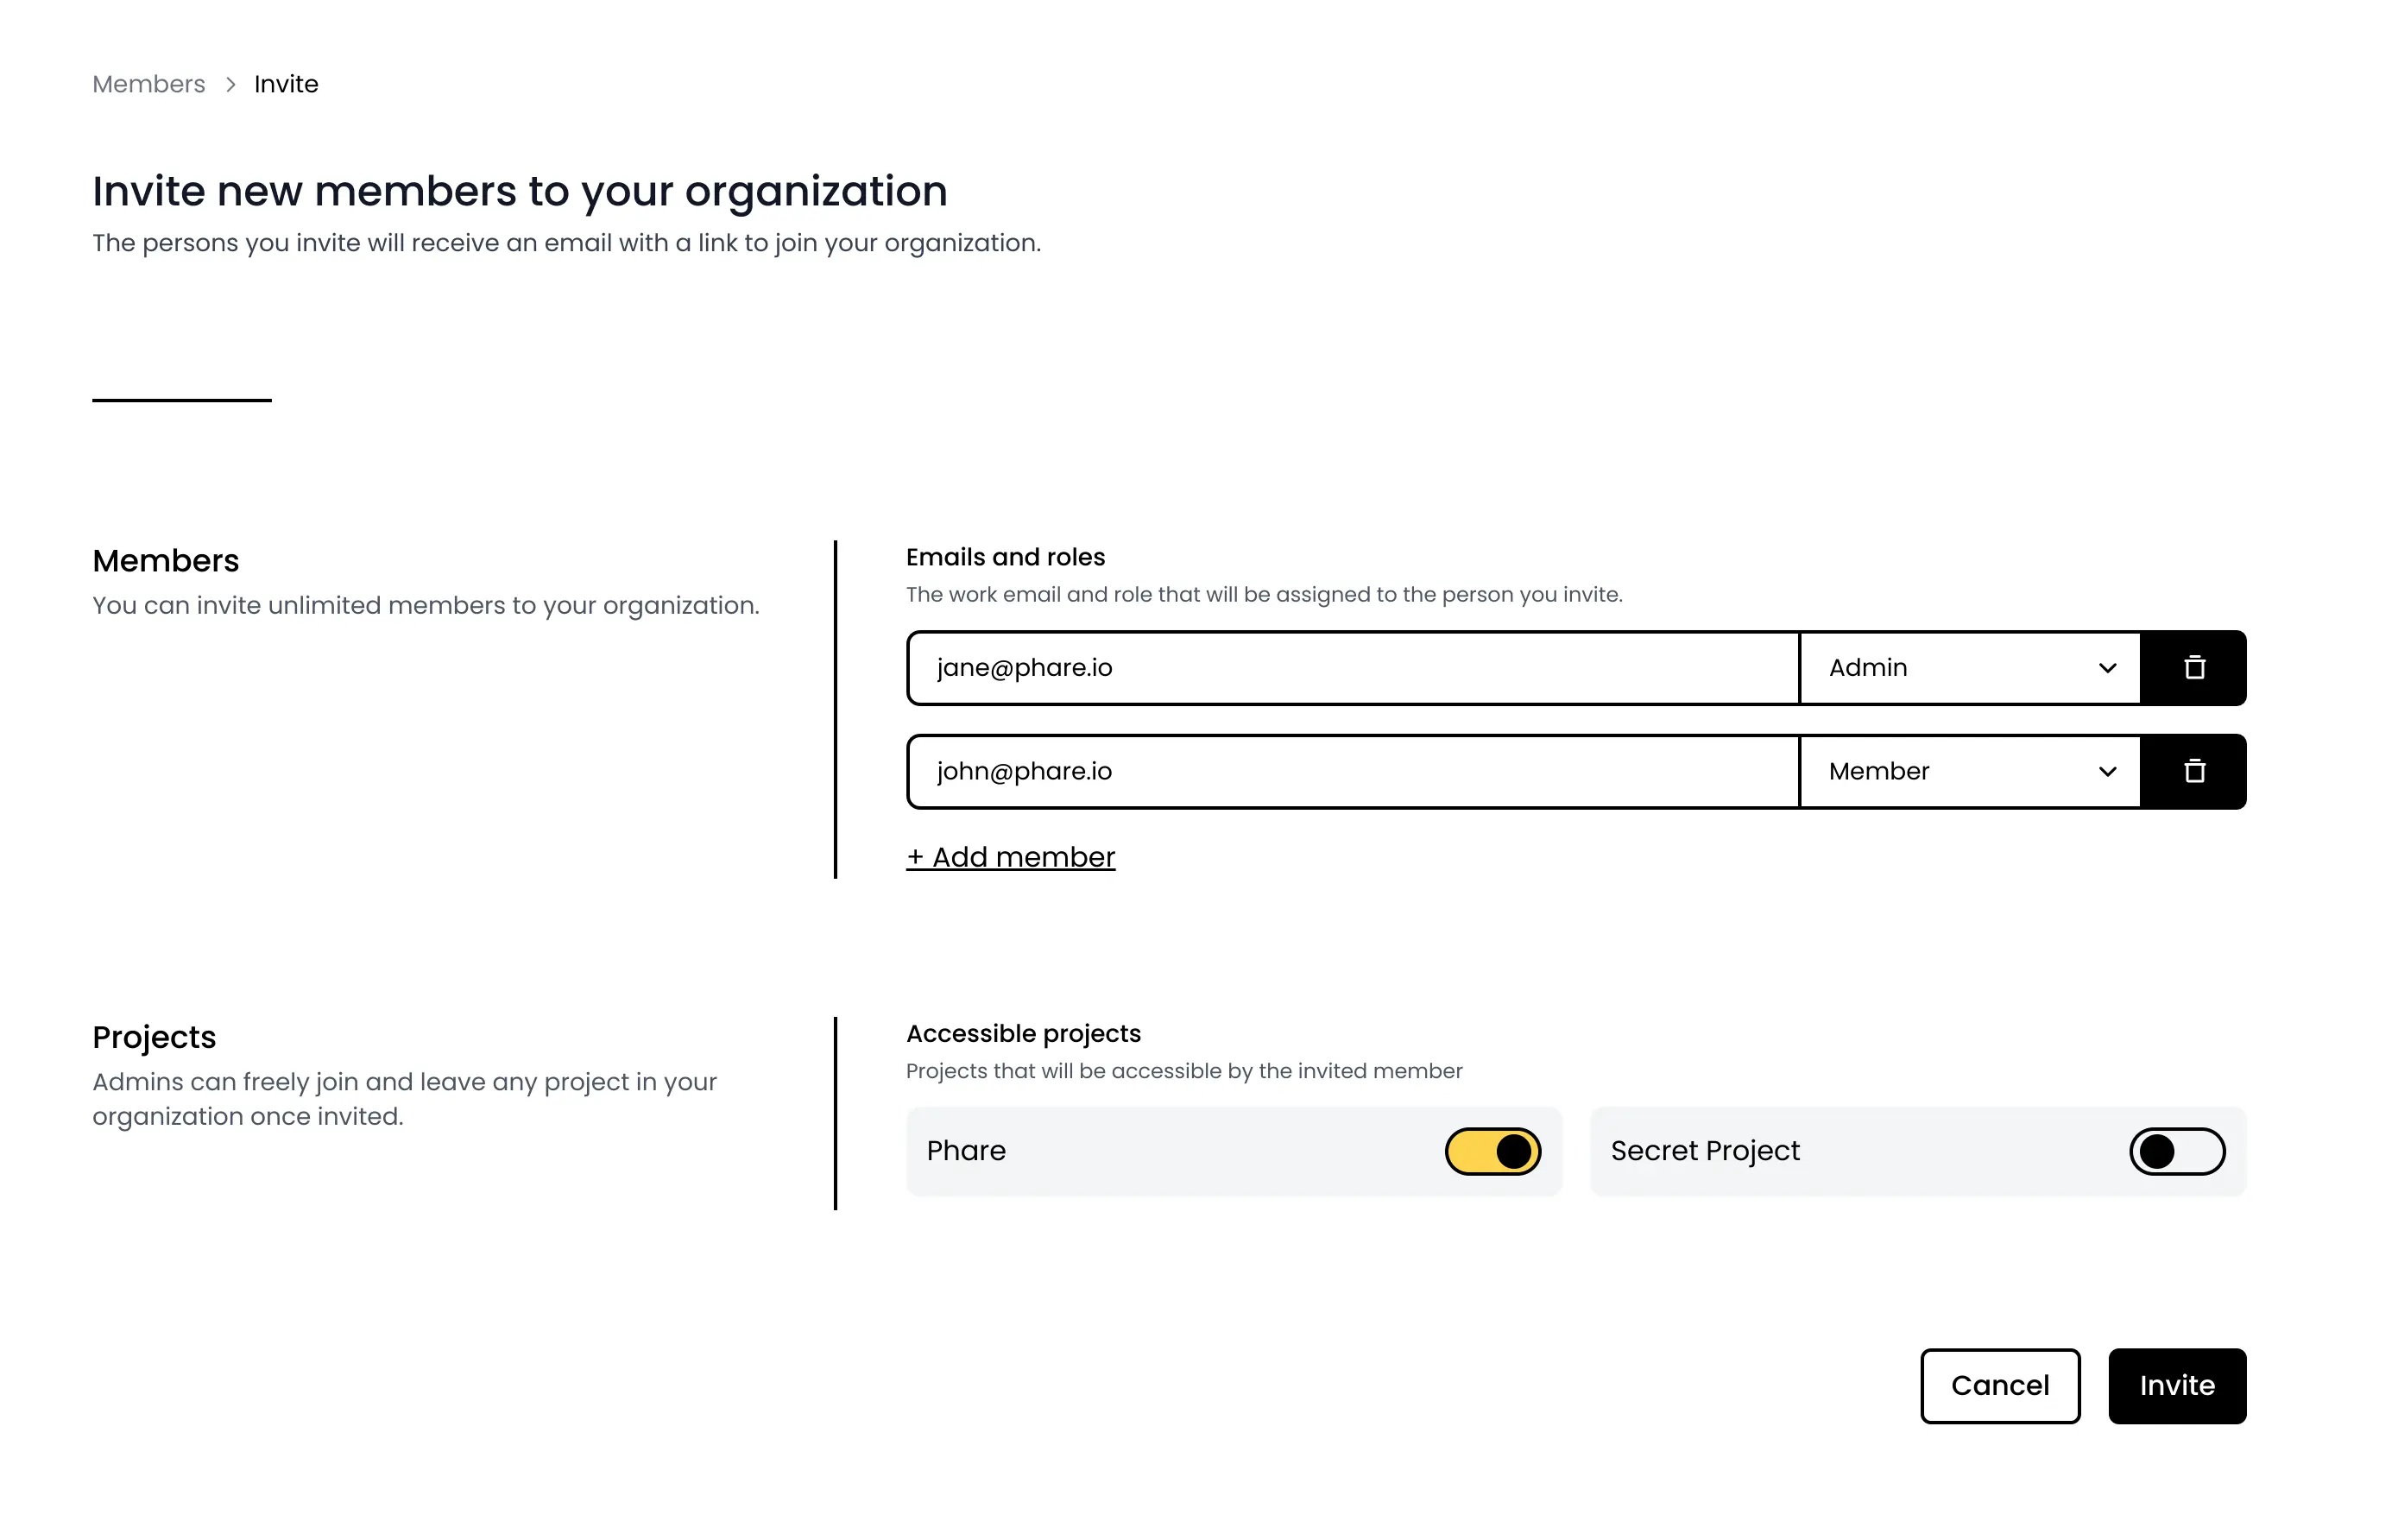 Members > Invite
Invite new members to your organization
The persons you invite will receive an email with a link to join your organization.
Members
You can invite unlimited members to your organization.
Emails and roles
The work email and role that will be assigned to the person you invite.
jane@phare.io Admin
john@phare.io Member
+ Add member
Projects
Admins can freely join and leave any project in your
organization once invited.
Accessible projects
Projects that will be accessible by the invited member
Phare
Secret Project
Cancel
Invite